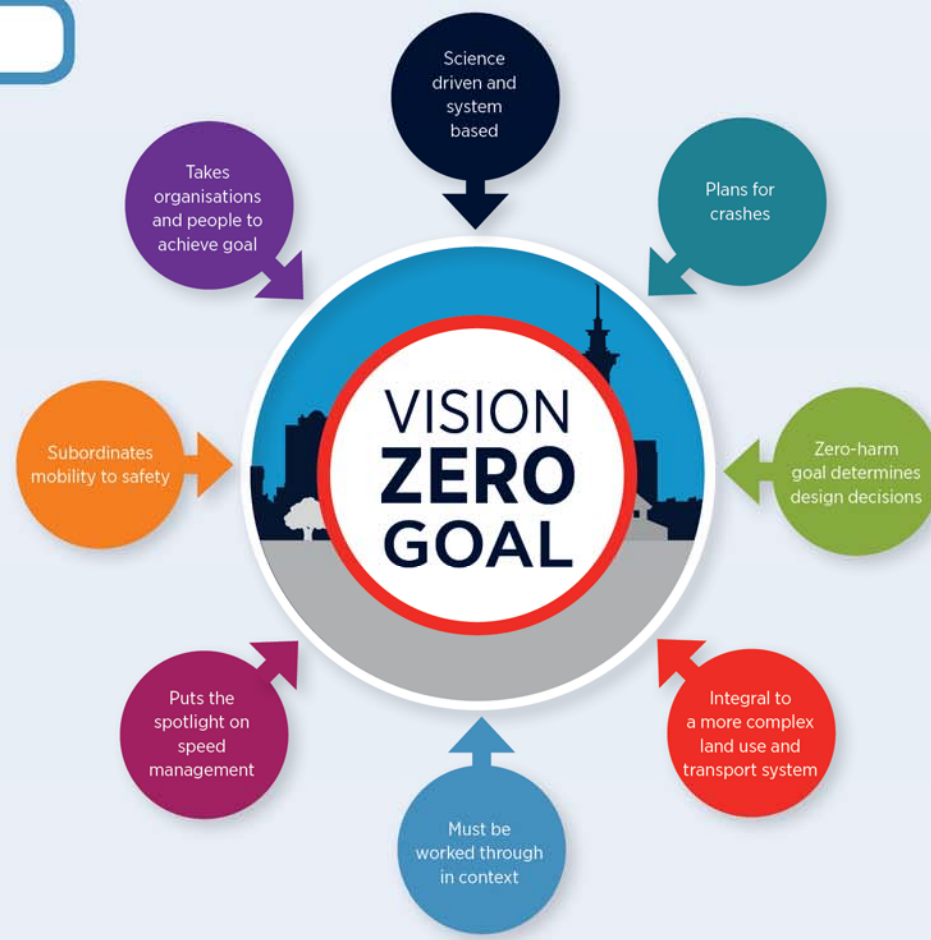 Science
driven and
system
based
Plans for
crashes
Zero-harm
goal determines
design decisions
Integral to
a more complex
land use and
transport system
Must be
worked through
in context
Puts the
spotlight on
speed
management
Subordinates
mobility to safety
Takes
organisations
and people to
achieve goal
VISION
ZERO
GOAL